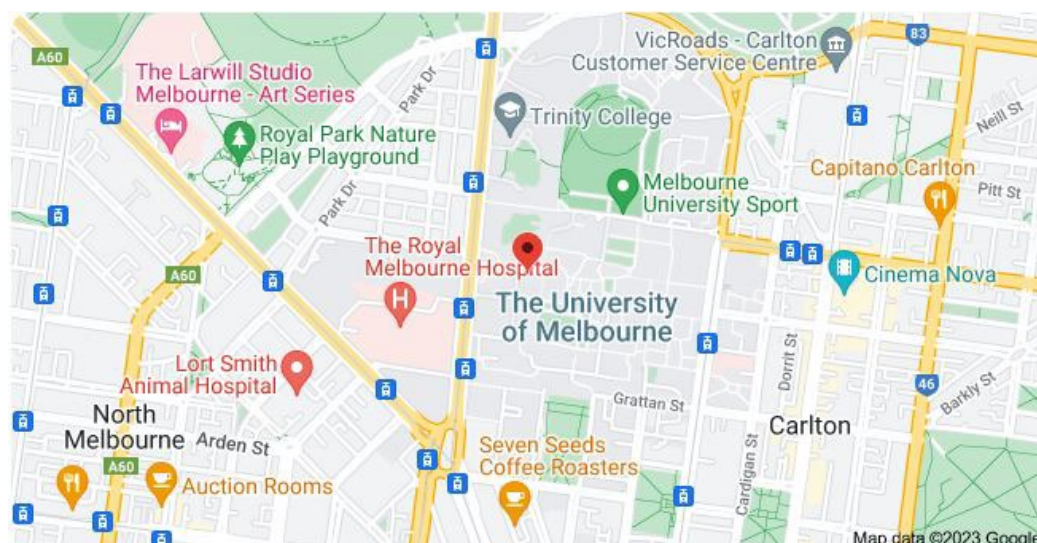 A60
83
VicRoads - Carlton
Customer Service Centre
The Larwill Studio
Melbourne - Art Series
Park Dr
Trinity College
Neill St
Royal Park Nature
Play Playground
Capitano Carlton
Melbourne
University Sport
Pitt St
Park Dr
The Royal
Melbourne Hospital
A60
H
Cinema Nova
The University
of Melbourne
Lort Smith
Animal Hospital
Dorrit St
46
Barkly St
Grattan St
North
Melbourne
Arden St
Carlton
Seven Seeds
Coffee Roasters
A60
Auction Rooms
Cardigan St
Map data ©2023 Google